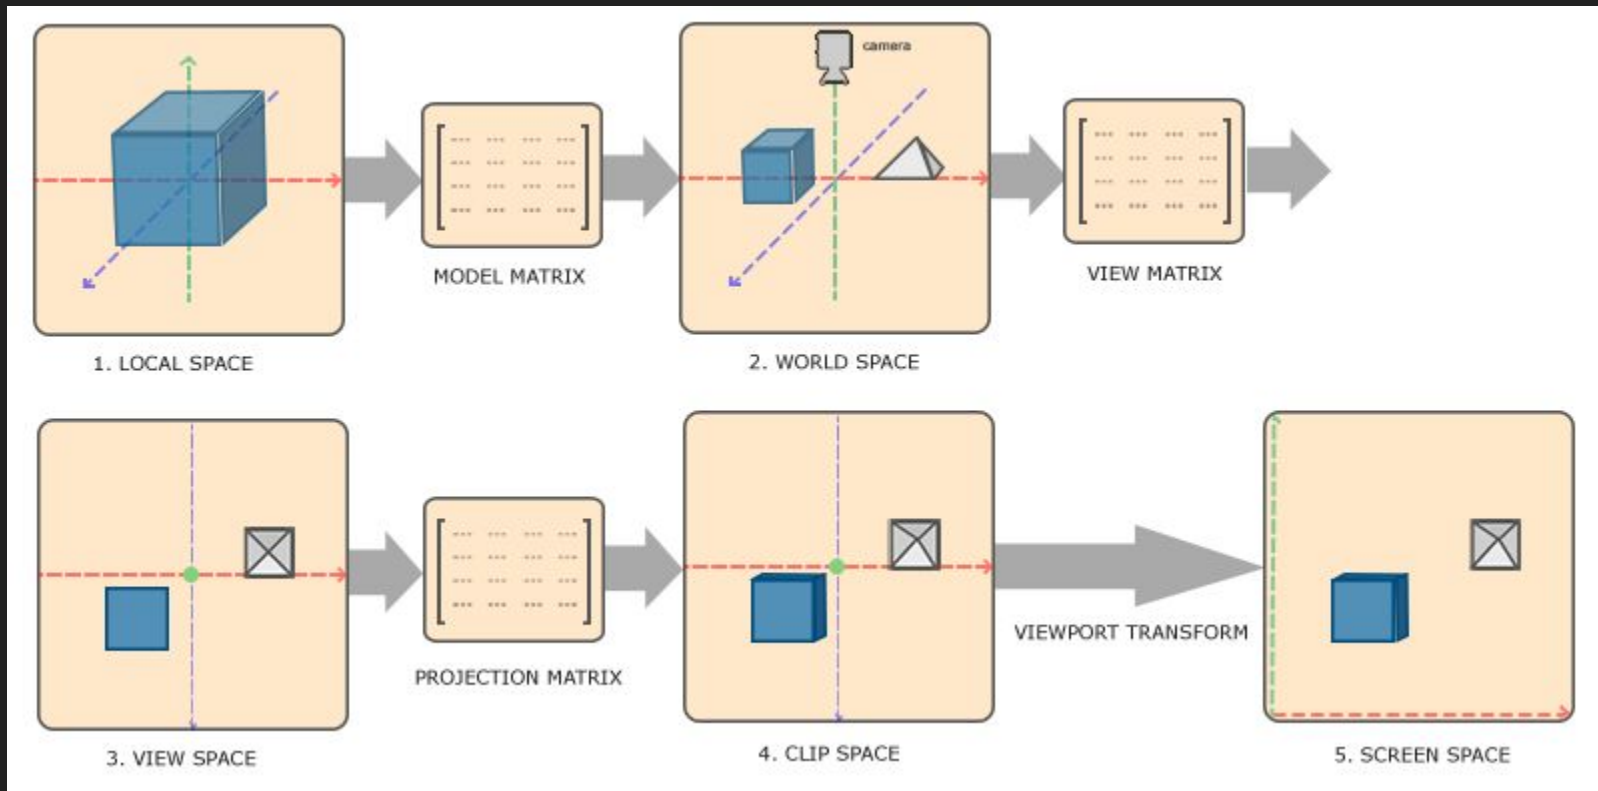 camera
MODEL MATRIX
VIEW MATRIX
1. LOCAL SPACE
2. WORLD SPACE
PROJECTION MATRIX
VIEWPORT TRANSFORM
3. VIEW SPACE
4. CLIP SPACE
5. SCREEN SPACE